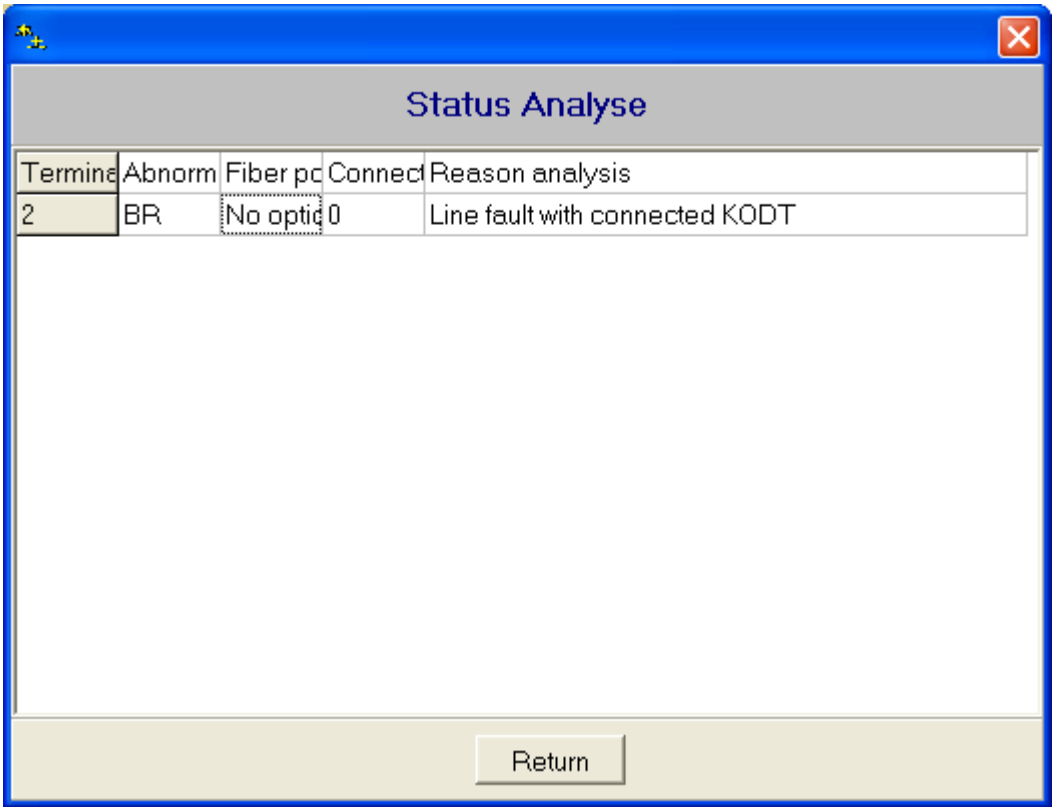 Status Analyse
Termina Abnorm Fiber po Connect Reason analysis
2 BR No optic 0 Line fault with connected KODT
Return